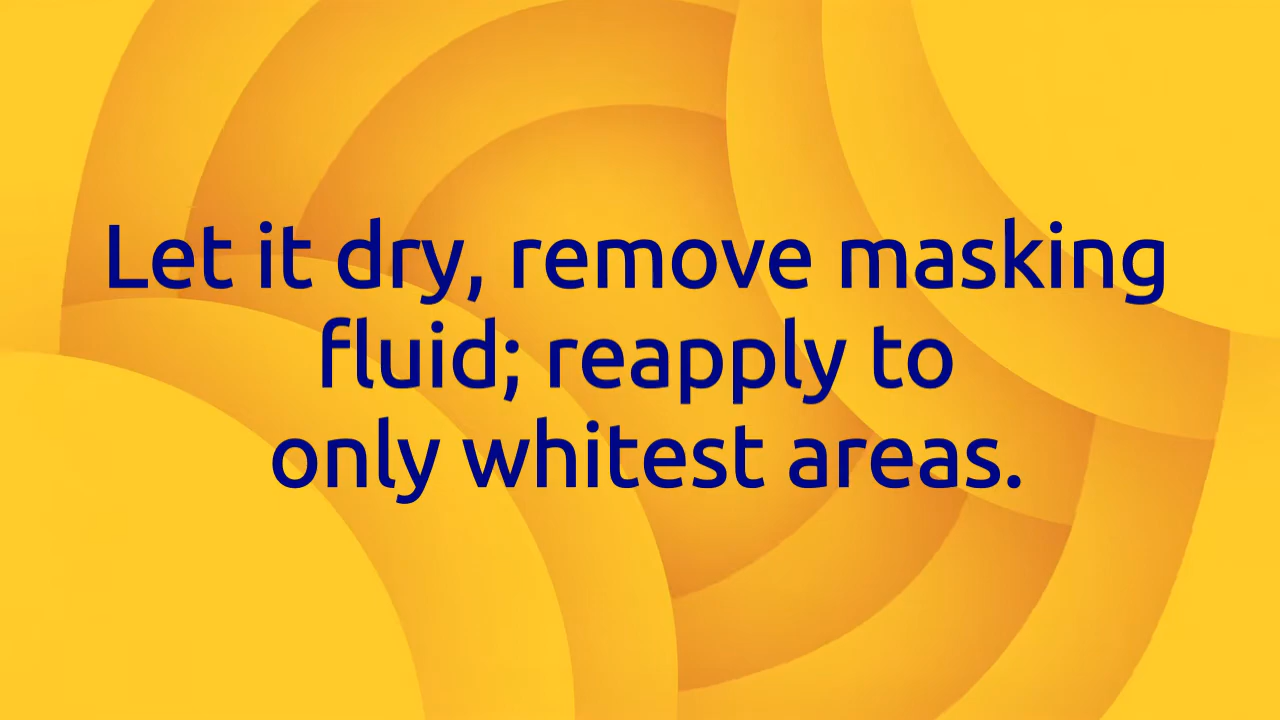 Let it dry, remove masking
fluid; reapply to
only whitest areas.